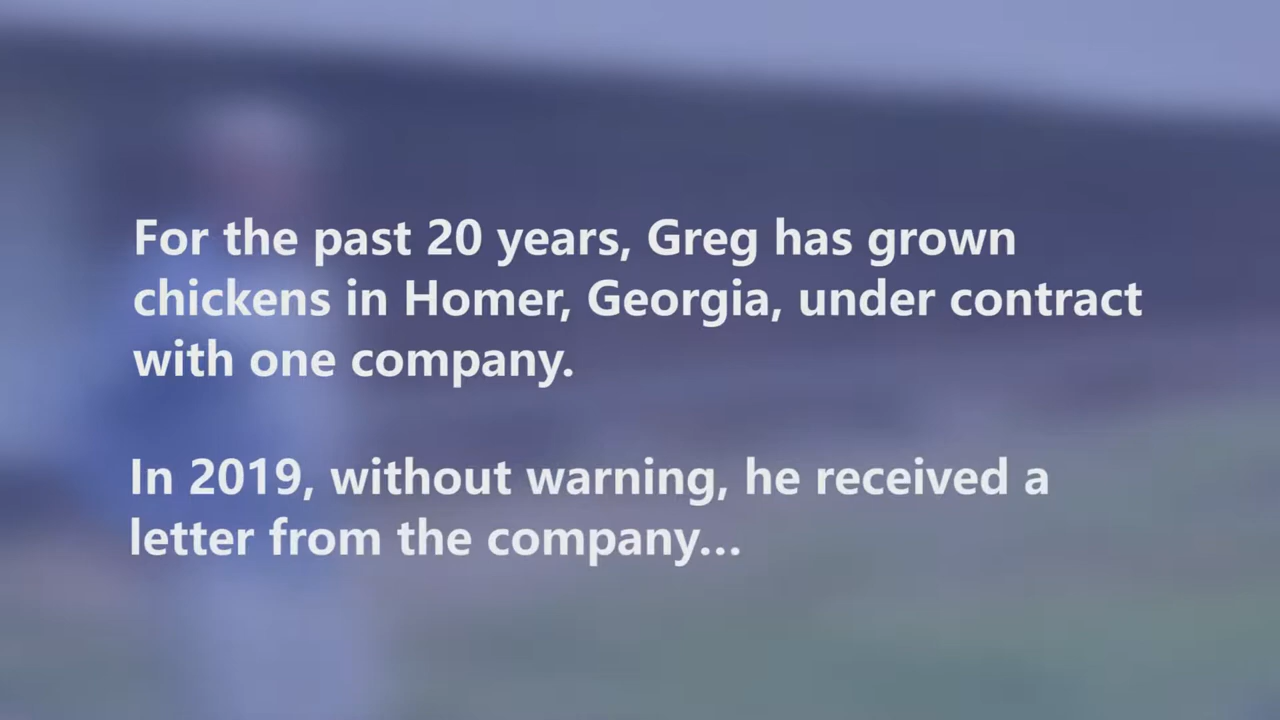 For the past 20 years, Greg has grown
chickens in Homer, Georgia, under contract
with one company.
In 2019, without warning, he received a
letter from the company...